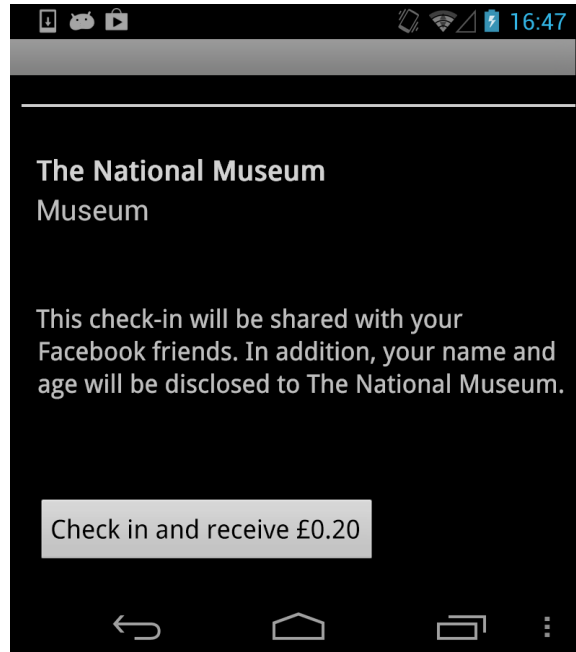 16:47
The National Museum
Museum
This check-in will be shared with your
Facebook friends. In addition, your name and
age will be disclosed to The National Museum.
Check in and receive £0.20